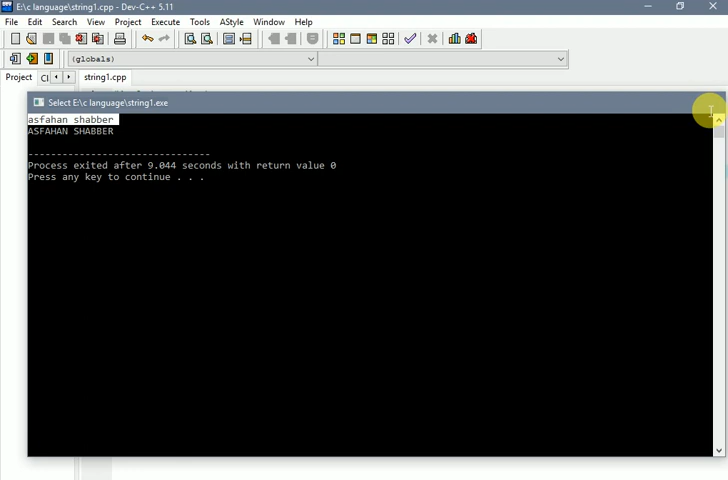 E:\c language\string1.cpp - Dev-C++ 5.11
File Edit Search View Project Execute Tools AStyle Window Help
(globals)
Project Cl string1.cpp
Select E:\c language\string1.exe
asfahan shabber
ASFAHAN SHABBER
--------------------------------
Process exited after 9.044 seconds with return value 0
Press any key to continue . . .